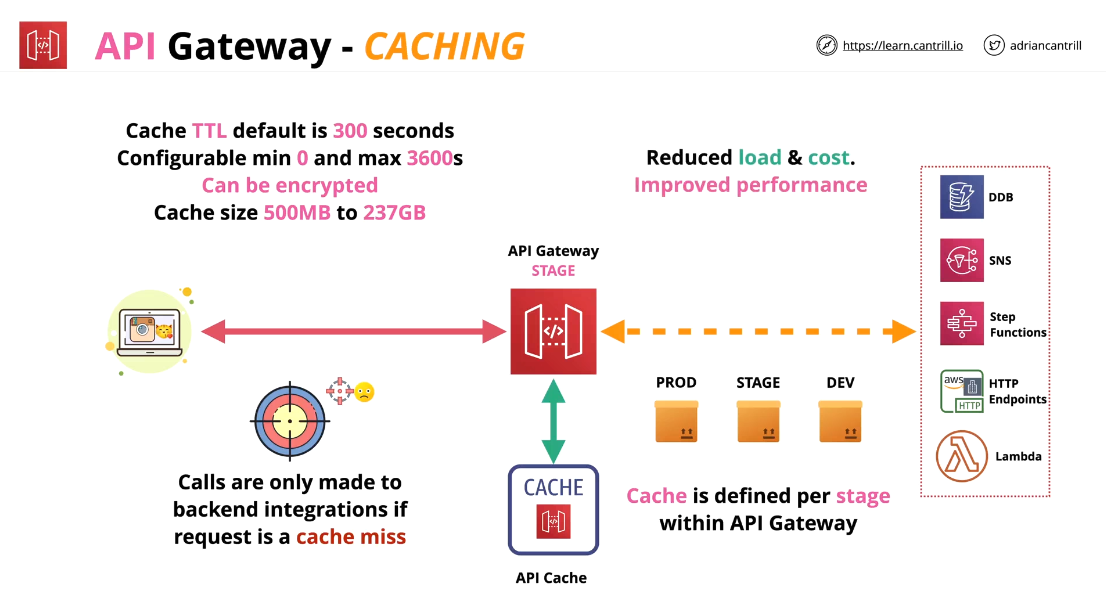 API Gateway - CACHING
https://learn.cantrill.io
adriancantrill
Cache TTL default is 300 seconds
Configurable min 0 and max 3600s
Can be encrypted
Cache size 500MB to 237GB
Reduced load & cost.
Improved performance
API Gateway
STAGE
DDB
SNS
Step
Functions
aws
HTTP
HTTP
Endpoints
Lambda
PROD
STAGE
DEV
Calls are only made to
backend integrations if
request is a cache miss
CACHE
API Cache
Cache is defined per stage
within API Gateway